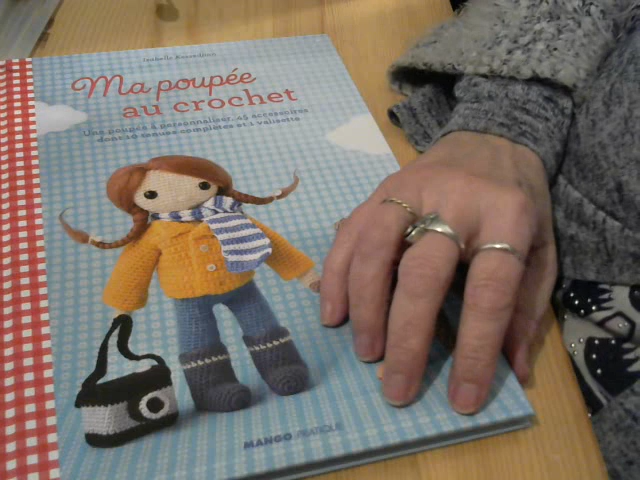 Isabelle Kessedjian
Ma poupée
au crochet
Une poupée à personnaliser, 45 accessoires
dont 10 tenues complètes et 1 valisette
MANGO PRATIQUE